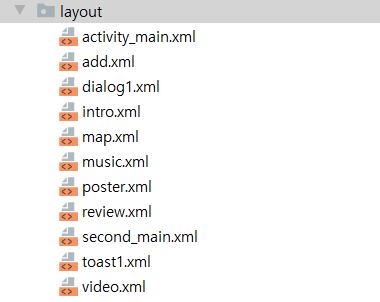 layout
activity_main.xml
add.xml
dialog1.xml
intro.xml
map.xml
music.xml
poster.xml
review.xml
second_main.xml
toast1.xml
video.xml